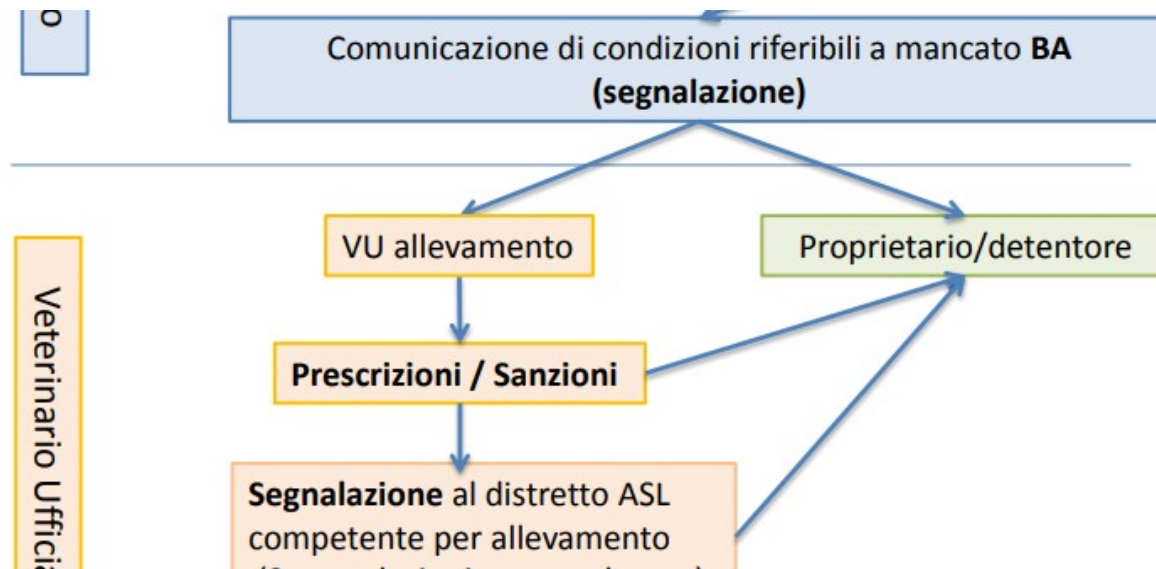 o
Comunicazione di condizioni riferibili a mancato BA
(segnalazione)
VU allevamento
Proprietario/detentore
Veterinario Uffici
Prescrizioni / Sanzioni
Segnalazione al distretto ASL
competente per allevamento